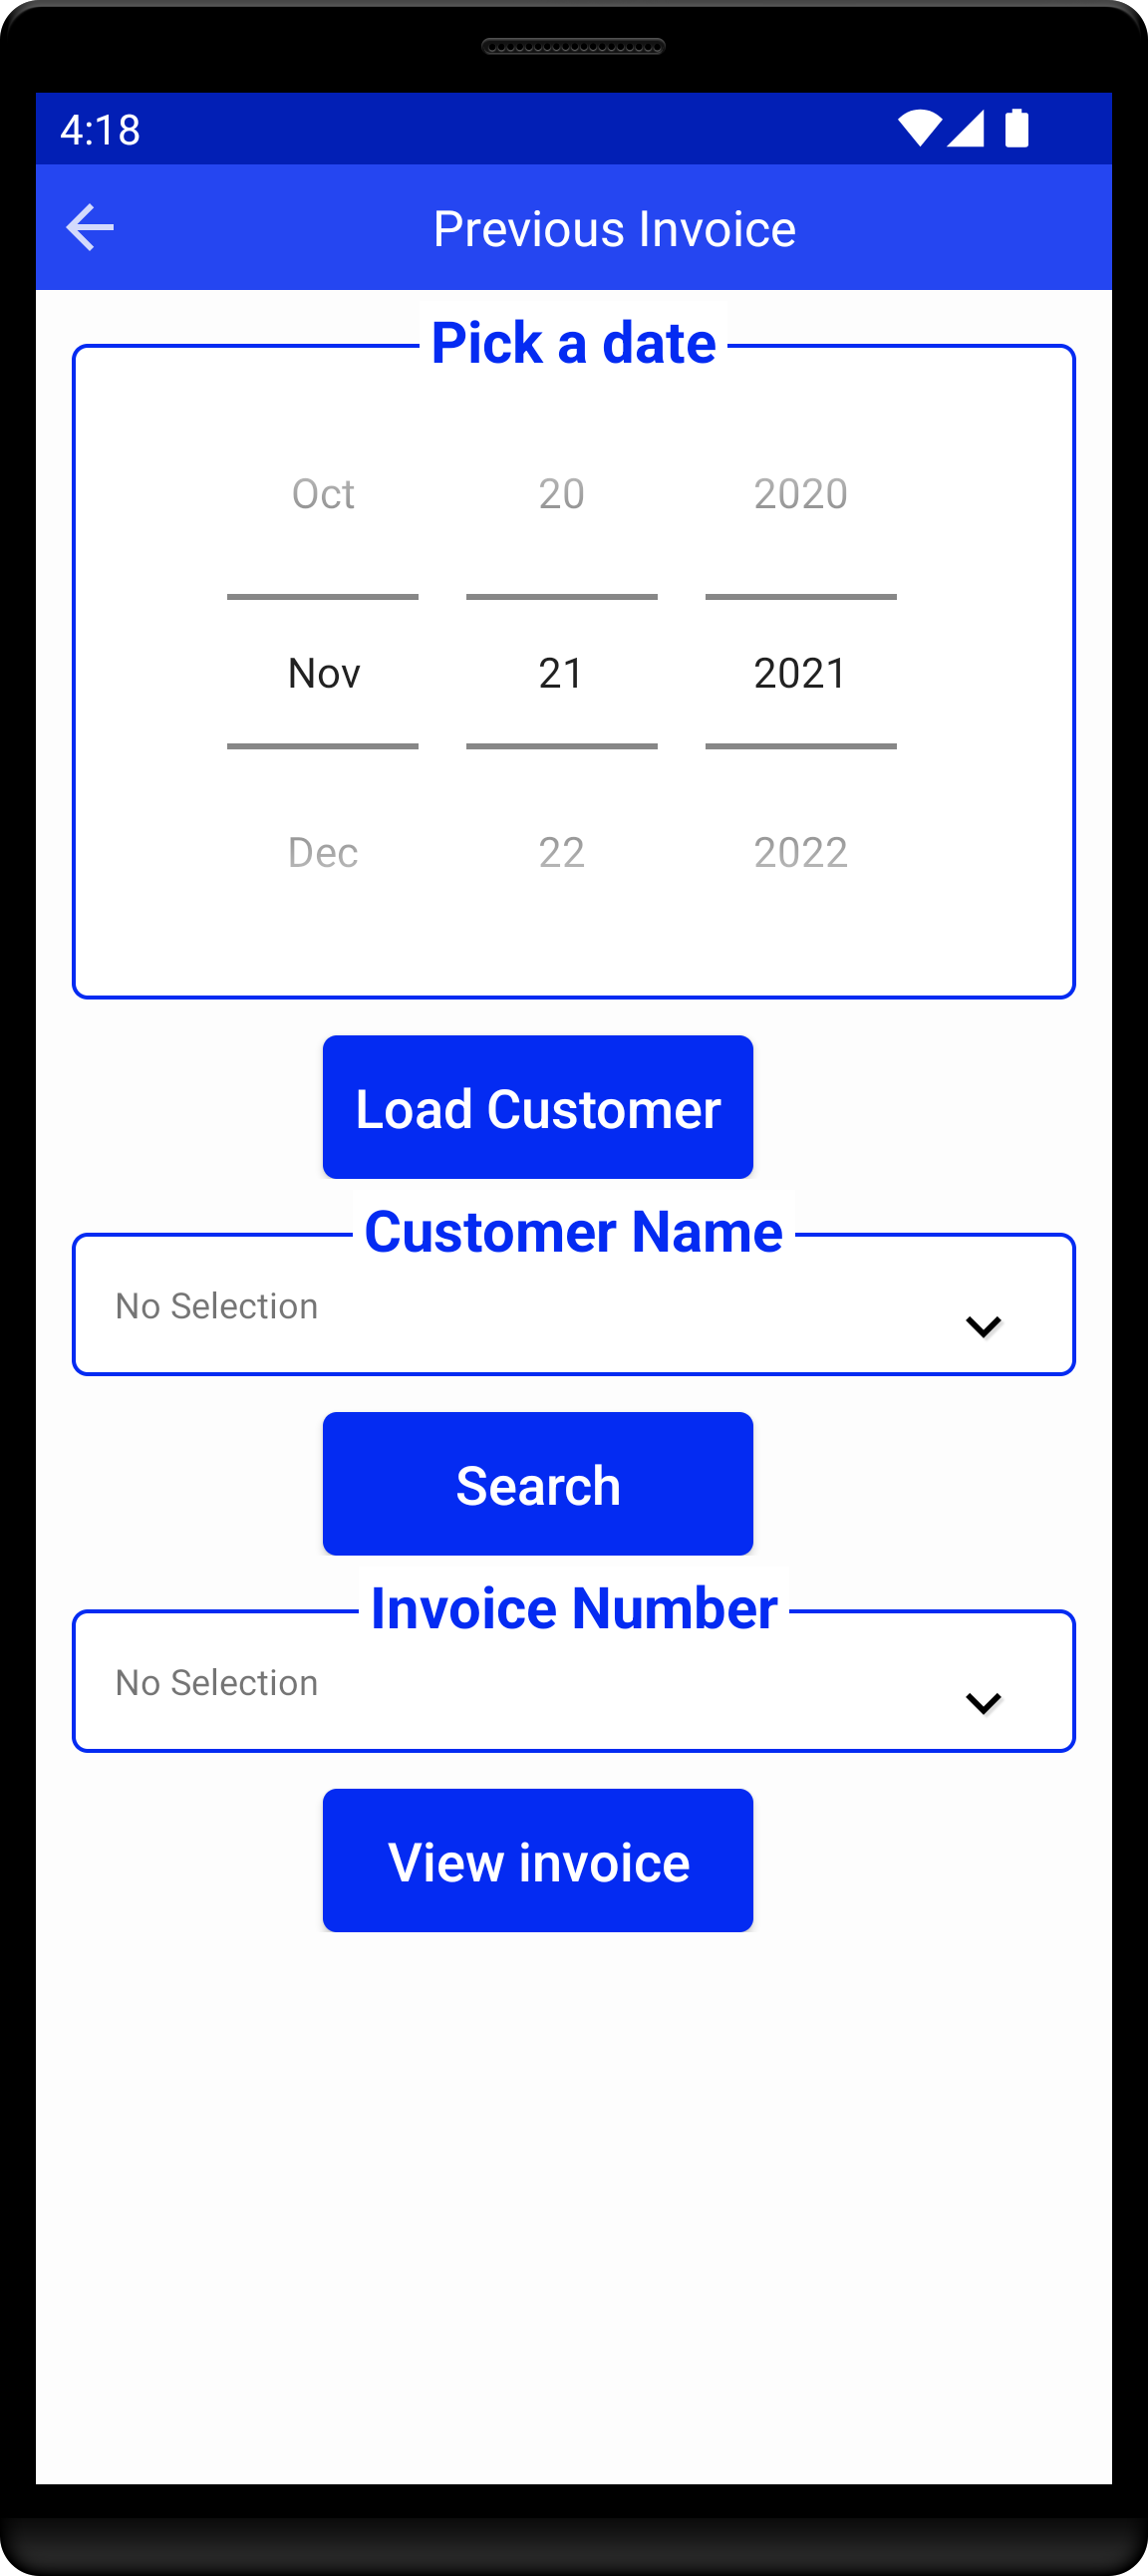 4:18
Previous Invoice
Pick a date
Oct 20 2020
Nov 21 2021
Dec 22 2022
Load Customer
Customer Name
No Selection
Search
Invoice Number
No Selection
View invoice